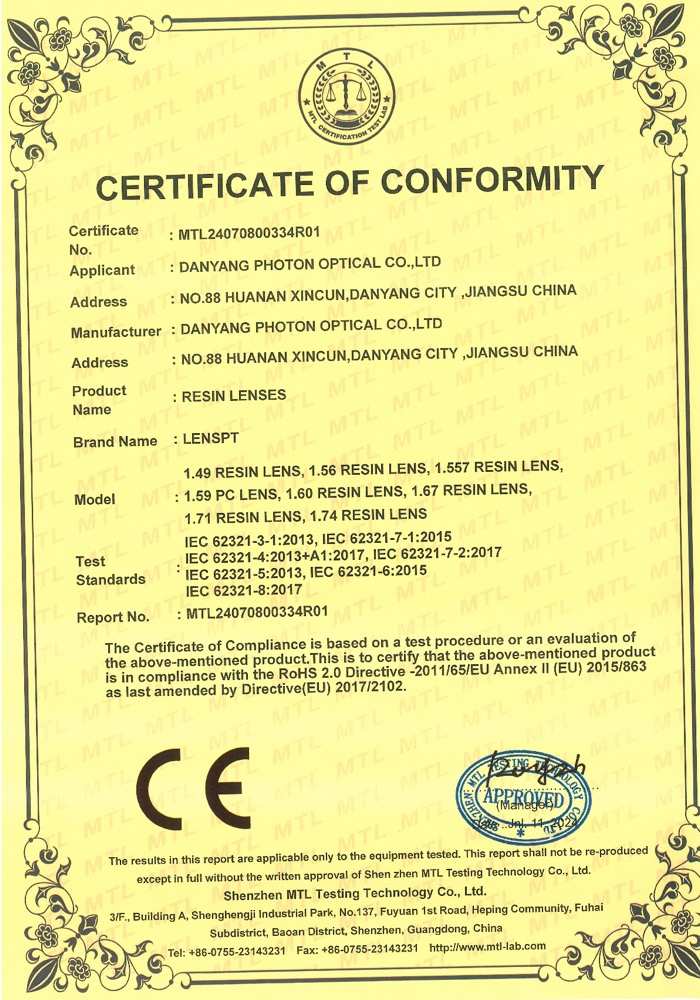 MTL
MTL CERTIFICATION TEST LAB
CERTIFICATE OF CONFORMITY
Certificate No. : MTL24070800334R01
Applicant : DANYANG PHOTON OPTICAL CO.,LTD
Address : NO.88 HUANAN XINCUN,DANYANG CITY ,JIANGSU CHINA
Manufacturer : DANYANG PHOTON OPTICAL CO.,LTD
Address : NO.88 HUANAN XINCUN,DANYANG CITY ,JIANGSU CHINA
Product Name : RESIN LENSES
Brand Name : LENSPT
1.49 RESIN LENS, 1.56 RESIN LENS, 1.557 RESIN LENS,
Model : 1.59 PC LENS, 1.60 RESIN LENS, 1.67 RESIN LENS,
1.71 RESIN LENS, 1.74 RESIN LENS
IEC 62321-3-1:2013, IEC 62321-7-1:2015
Test IEC 62321-4:2013+A1:2017, IEC 62321-7-2:2017
Standards : IEC 62321-5:2013, IEC 62321-6:2015
IEC 62321-8:2017
Report No. : MTL24070800334R01
The Certificate of Compliance is based on a test procedure or an evaluation of
the above-mentioned product.This is to certify that the above-mentioned product
is in compliance with the RoHS 2.0 Directive -2011/65/EU Annex II (EU) 2015/863
as last amended by Directive(EU) 2017/2102.
CE
APPROVED
(Manager)
Jul. 11, 2024
The results in this report are applicable only to the equipment tested. This report shall not be re-produced
except in full without the written approval of Shen zhen MTL Testing Technology Co., Ltd.
Shenzhen MTL Testing Technology Co., Ltd.
3/F., Building A, Shenghengji Industrial Park, No.137, Fuyuan 1st Road, Heping Community, Fuhai
Subdistrict, Baoan District, Shenzhen, Guangdong, China
Tel: +86-0755-23143231 Fax: +86-0755-23143231 http://www.mtl-lab.com